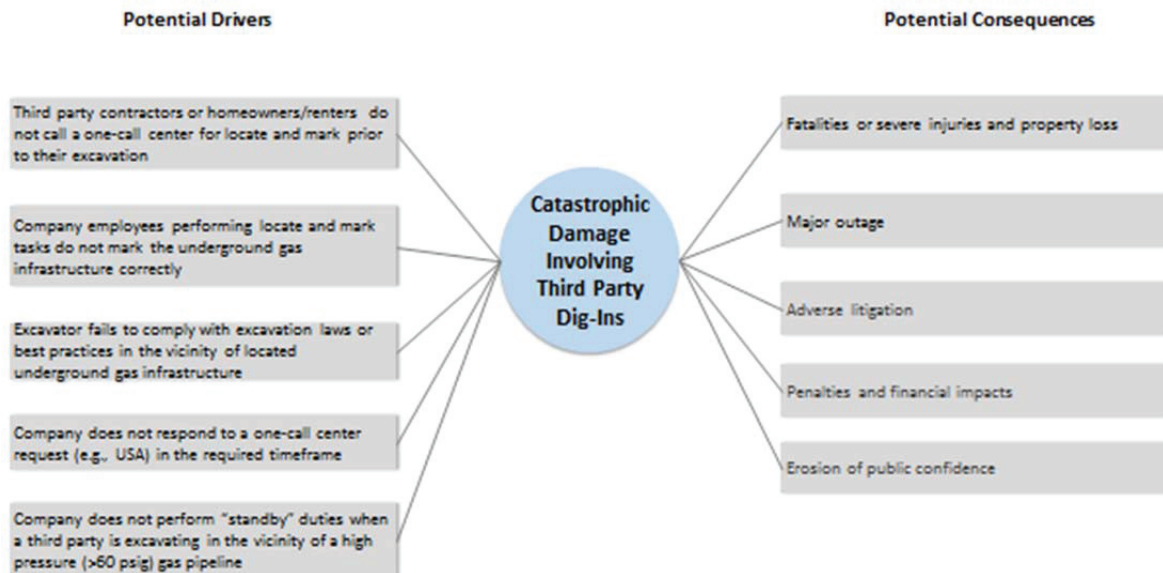 Potential Drivers
Potential Consequences
Third party contractors or homeowners/renters do
not call a one-call center for locate and mark prior
to their excavation
Company employees performing locate and mark
tasks do not mark the underground gas
infrastructure correctly
Excavator fails to comply with excavation laws or
best practices in the vicinity of located
underground gas infrastructure
Company does not respond to a one-call center
request (e.g., USA) in the required timeframe
Company does not perform “standby” duties when
a third party is excavating in the vicinity of a high
pressure (>60 psig) gas pipeline
Catastrophic
Damage
Involving
Third Party
Dig-Ins
Fatalities or severe injuries and property loss
Major outage
Adverse litigation
Penalties and financial impacts
Erosion of public confidence